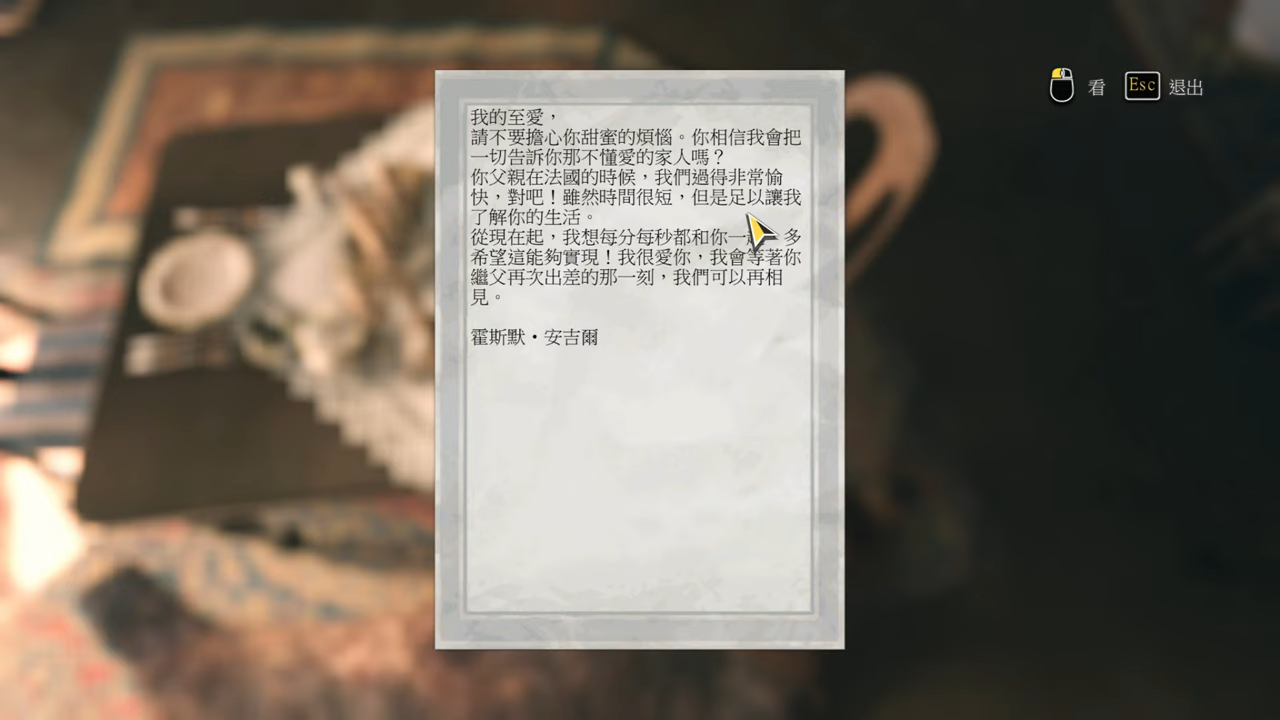 我的至愛，
請不要擔心你甜蜜的煩惱。你相信我會把
一切告訴你那不懂愛的家人嗎？
你父親在法國的時候，我們過得非常愉
快，對吧！雖然時間很短，但是足以讓我
了解你的生活。
從現在起，我想每分每秒都和你一 多
希望這能夠實現！我很愛你，我會等著你
繼父再次出差的那一刻，我們可以再相
見。
霍斯默·安吉爾
看
Esc 退出